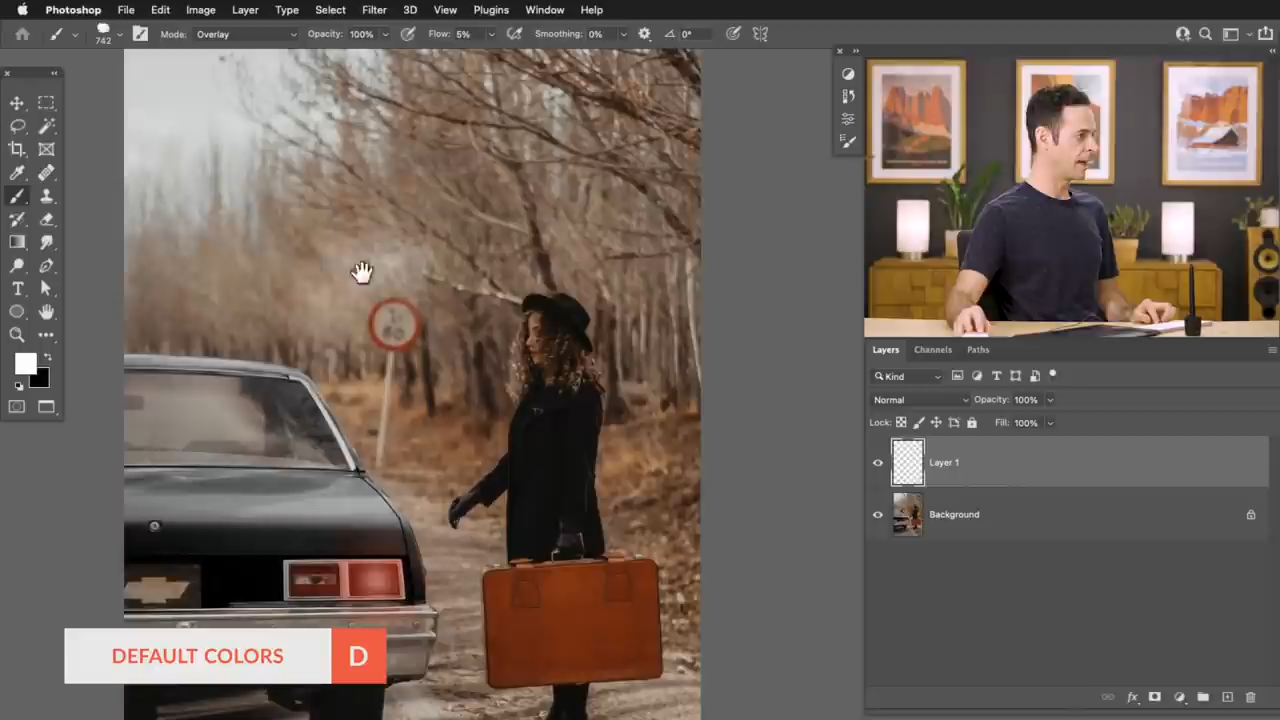 Photoshop File Edit Image Layer Type Select Filter 3D View Plugins Window Help
742 Mode: Overlay Opacity: 100% Flow: 5% Smoothing: 0% 0°
Layers Channels Paths
Kind
Normal Opacity: 100%
Lock: Fill: 100%
Layer 1
Background
DEFAULT COLORS D
fx